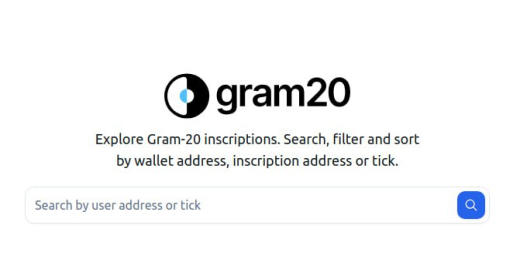 gram20
Explore Gram-20 inscriptions. Search, filter and sort
by wallet address, inscription address or tick.
Search by user address or tick